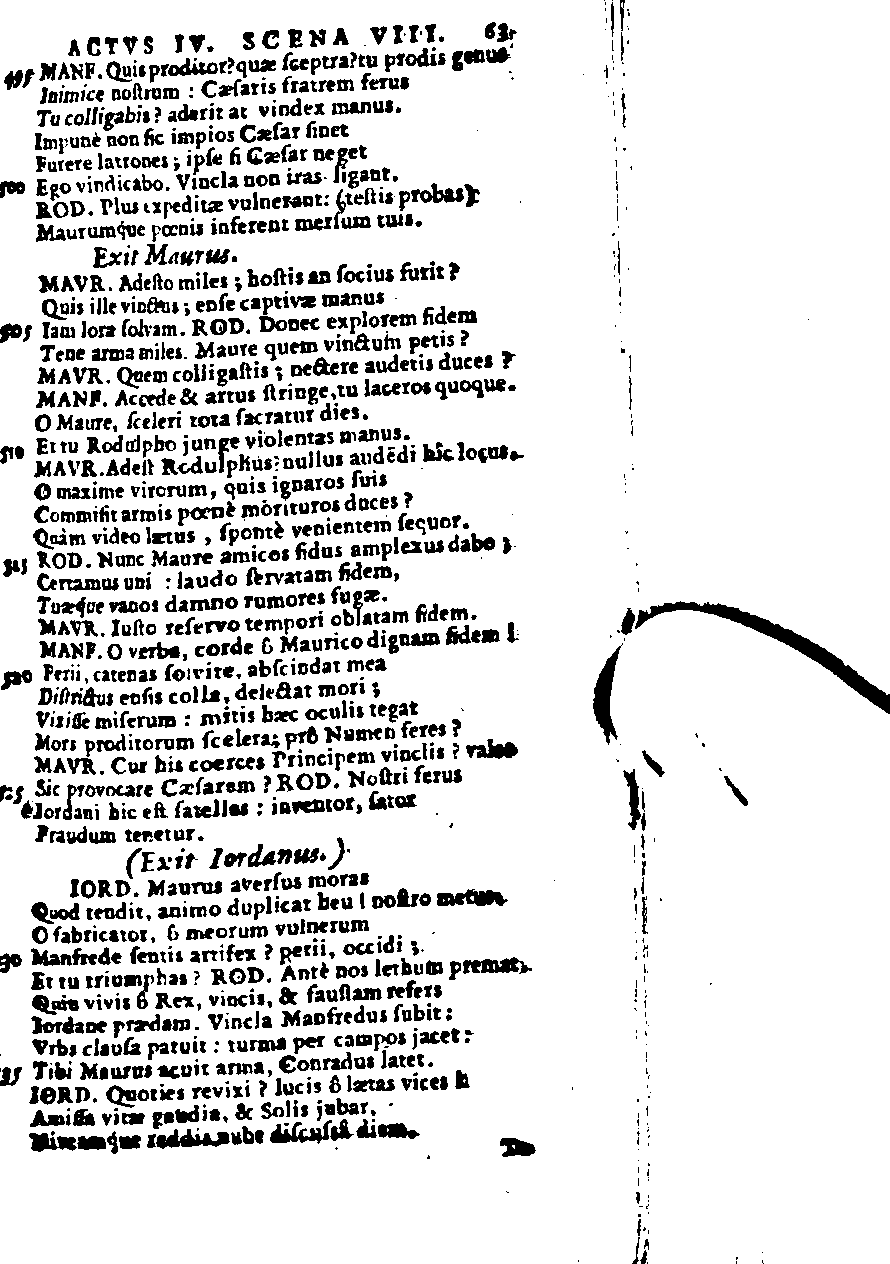 ACTVS IV. SCENA VIII. 63
495 MANF. Quis proditor? quæ ſceptra? tu prodis genus
Inimice noſtrum : Cæſaris fratrem ferus
Tu colligabis? aderit at vindex manus.
Impunè non ſic impios Cæſar ſinet
Furere latrones ; ipſe ſi Cæſar neget
500 Ego vindicabo. Vincla non iras ligant.
ROD. Plus expeditæ vulnerant: (teſtis probas)
Maurumque pœnis inferent merſum tuis.
Exit Maurus.
MAVR. Adeſto miles ; hoſtis an ſocius furit ?
Quis ille vinctus ; enſe captivæ manus
505 Iam lora ſolvam. ROD. Donec explorem fidem
Tene arma miles. Maure quem vinctum petis ?
MAVR. Quem colligaſtis ; nectere audetis duces ?
MANF. Accede & artus ſtringe, tu laceros quoque.
O Maure, ſceleri tota ſacratur dies.
510 Et tu Rodulpho junge violentas manus.
MAVR. Adeſt Rodulphus: nullus audēdi hic locus.
O maxime virorum, quis ignaros ſuis
Commiſit armis pœnè morituros duces ?
Quàm video lætus , ſpontè venientem ſequor.
515 ROD. Nunc Maure amicos fidus amplexus dabo ;
Certamus uni : laudo ſervatam fidem,
Tuæque vanos damno rumores fugæ.
MAVR. Iuſto reſervo tempori oblatam fidem.
MANF. O verba, corde ô Maurico dignam fidem !
520 Perii, catenas ſolvite, abſcindat mea
Diſtrictus enſis colla, delectat mori ;
Vixiſſe miſerum : mitis hæc oculis tegat
Mors proditorum ſcelera; prô Numen feres ?
MAVR. Cur his coerces Principem vinclis ? vales
525 Sic provocare Cæſarem ? ROD. Noſtri ferus
Jordani hic eſt ſatelles : inventor, ſator
Fraudum tenetur.
(Exit Iordanus.)
IORD. Maurus averſus moras
Quod tendit, animo duplicat heu ! noſtro metum.
O fabricator, ô meorum vulnerum
530 Manfrede ſentis artifex ? perii, occidi ;
Et tu triumphas ? ROD. Antè nos lethum premat,
Quin vivis ô Rex, vincis, & fauſtam refers
Iordane prædam. Vincla Manfredus ſubit :
Vrbs clauſa patuit : turma per campos jacet :
535 Tibi Maurus acuit arma, Conradus latet.
IORD. Quoties revixi ? lucis ô lætas vices !
Amiſſa vitæ gaudia, & Solis jubar,
reddis nube diſcuſsâ diem.